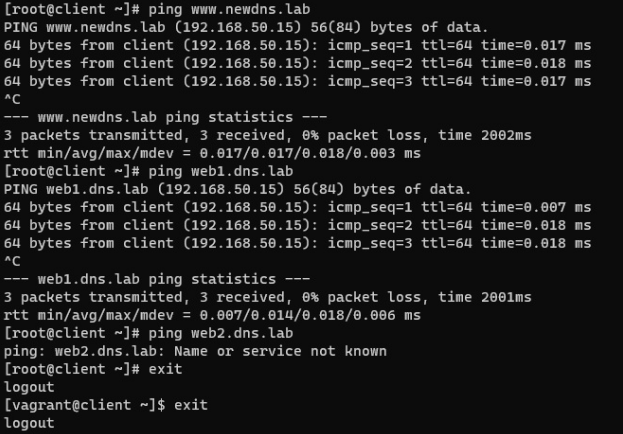 [root@client ~]# ping www.newdns.lab
PING www.newdns.lab (192.168.50.15) 56(84) bytes of data.
64 bytes from client (192.168.50.15): icmp_seq=1 ttl=64 time=0.017 ms
64 bytes from client (192.168.50.15): icmp_seq=2 ttl=64 time=0.018 ms
64 bytes from client (192.168.50.15): icmp_seq=3 ttl=64 time=0.017 ms
^C
--- www.newdns.lab ping statistics ---
3 packets transmitted, 3 received, 0% packet loss, time 2002ms
rtt min/avg/max/mdev = 0.017/0.017/0.018/0.003 ms
[root@client ~]# ping web1.dns.lab
PING web1.dns.lab (192.168.50.15) 56(84) bytes of data.
64 bytes from client (192.168.50.15): icmp_seq=1 ttl=64 time=0.007 ms
64 bytes from client (192.168.50.15): icmp_seq=2 ttl=64 time=0.018 ms
64 bytes from client (192.168.50.15): icmp_seq=3 ttl=64 time=0.018 ms
^C
--- web1.dns.lab ping statistics ---
3 packets transmitted, 3 received, 0% packet loss, time 2001ms
rtt min/avg/max/mdev = 0.007/0.014/0.018/0.006 ms
[root@client ~]# ping web2.dns.lab
ping: web2.dns.lab: Name or service not known
[root@client ~]# exit
logout
[vagrant@client ~]$ exit
logout